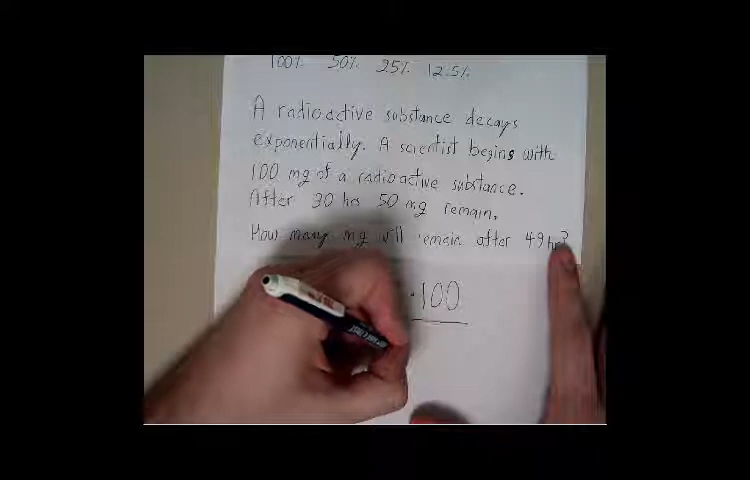 100% 50% 25% 12.5%
A radioactive substance decays
exponentially. A scientist begins with
100 mg of a radioactive substance.
After 30 hrs 50 mg remain.
How many mg will remain after 49 hr?
·100